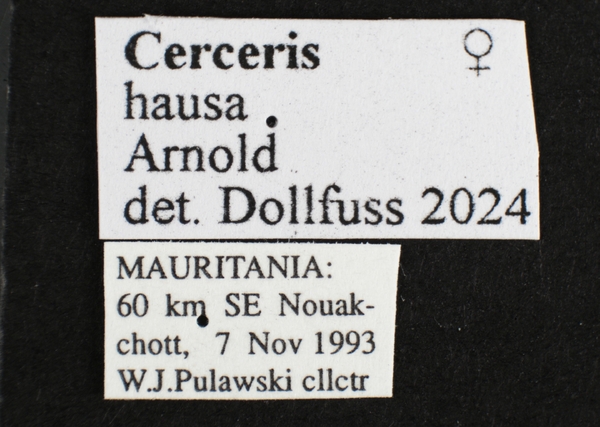 Cerceris ♀
hausa
Arnold
det. Dollfuss 2024
MAURITANIA:
60 km SE Nouak-
chott, 7 Nov 1993
W.J.Pulawski cllctr